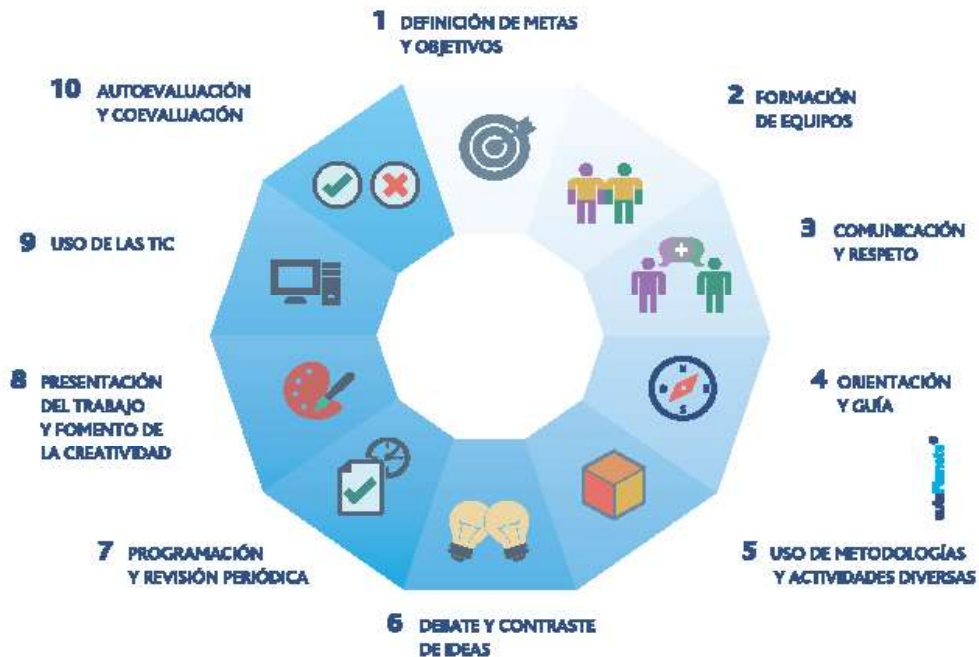 1 DEFINICIÓN DE METAS
Y OBJETIVOS
2 FORMACIÓN
DE EQUIPOS
3 COMUNICACIÓN
Y RESPETO
4 ORIENTACIÓN
Y GUÍA
5 USO DE METODOLOGÍAS
Y ACTIVIDADES DIVERSAS
6 DEBATE Y CONTRASTE
DE IDEAS
7 PROGRAMACIÓN
Y REVISIÓN PERIÓDICA
8 PRESENTACIÓN
DEL TRABAJO
Y FOMENTO DE
LA CREATIVIDAD
9 USO DE LAS TIC
10 AUTOEVALUACIÓN
Y COEVALUACIÓN
aulaPlaneta